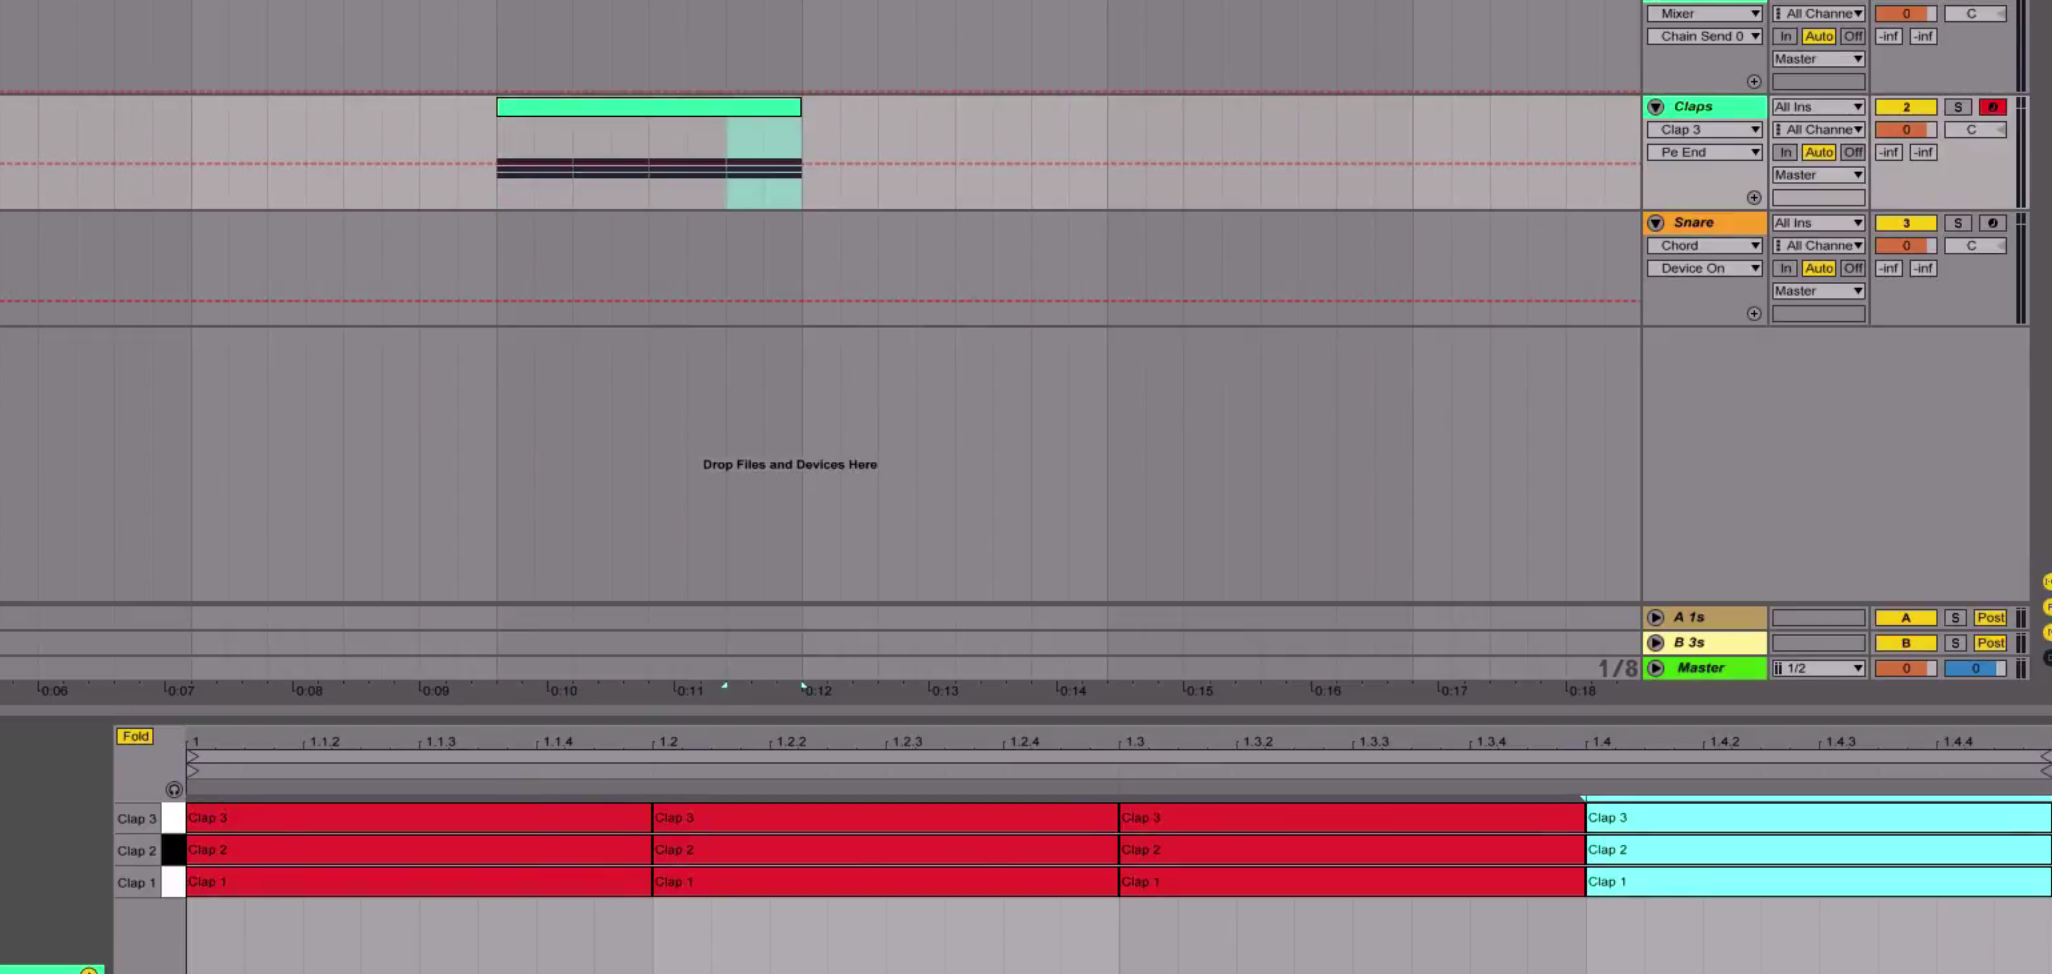 Mixer All Channe 0 C
Chain Send 0 In Auto Off -inf -inf
Master
Claps All Ins 2 S
Clap 3 All Channe 0 C
Pe End In Auto Off -inf -inf
Master
Snare All Ins 3 S
Chord All Channe 0 C
Device On In Auto Off -inf -inf
Master
Drop Files and Devices Here
A 1s A S Post
B 3s B S Post
1/8 Master 1/2 0 0
0:06 0:07 0:08 0:09 0:10 0:11 0:12 0:13 0:14 0:15 0:16 0:17 0:18
Fold 1 1.1.2 1.1.3 1.1.4 1.2 1.2.2 1.2.3 1.2.4 1.3 1.3.2 1.3.3 1.3.4 1.4 1.4.2 1.4.3 1.4.4
Clap 3 Clap 3 Clap 3 Clap 3 Clap 3
Clap 2 Clap 2 Clap 2 Clap 2 Clap 2
Clap 1 Clap 1 Clap 1 Clap 1 Clap 1